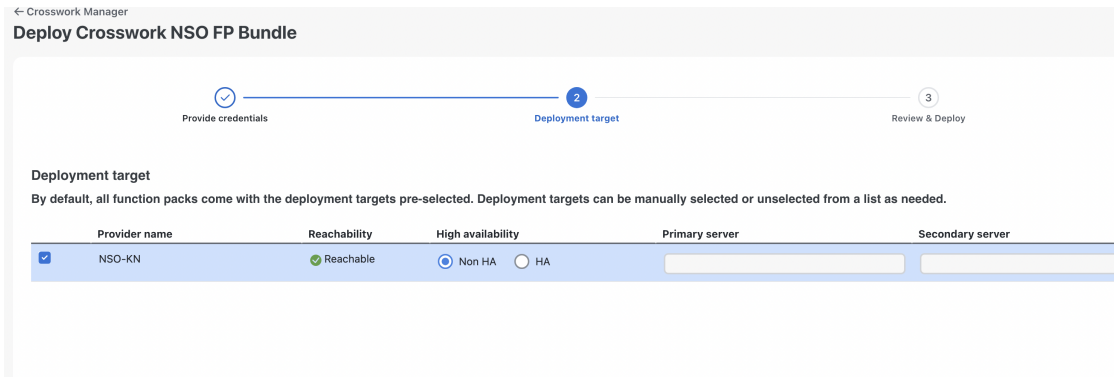 ← Crosswork Manager
Deploy Crosswork NSO FP Bundle
2
3
Provide credentials
Deployment target
Review & Deploy
Deployment target
By default, all function packs come with the deployment targets pre-selected. Deployment targets can be manually selected or unselected from a list as needed.
Provider name Reachability High availability Primary server Secondary server
NSO-KN Reachable Non HA HA